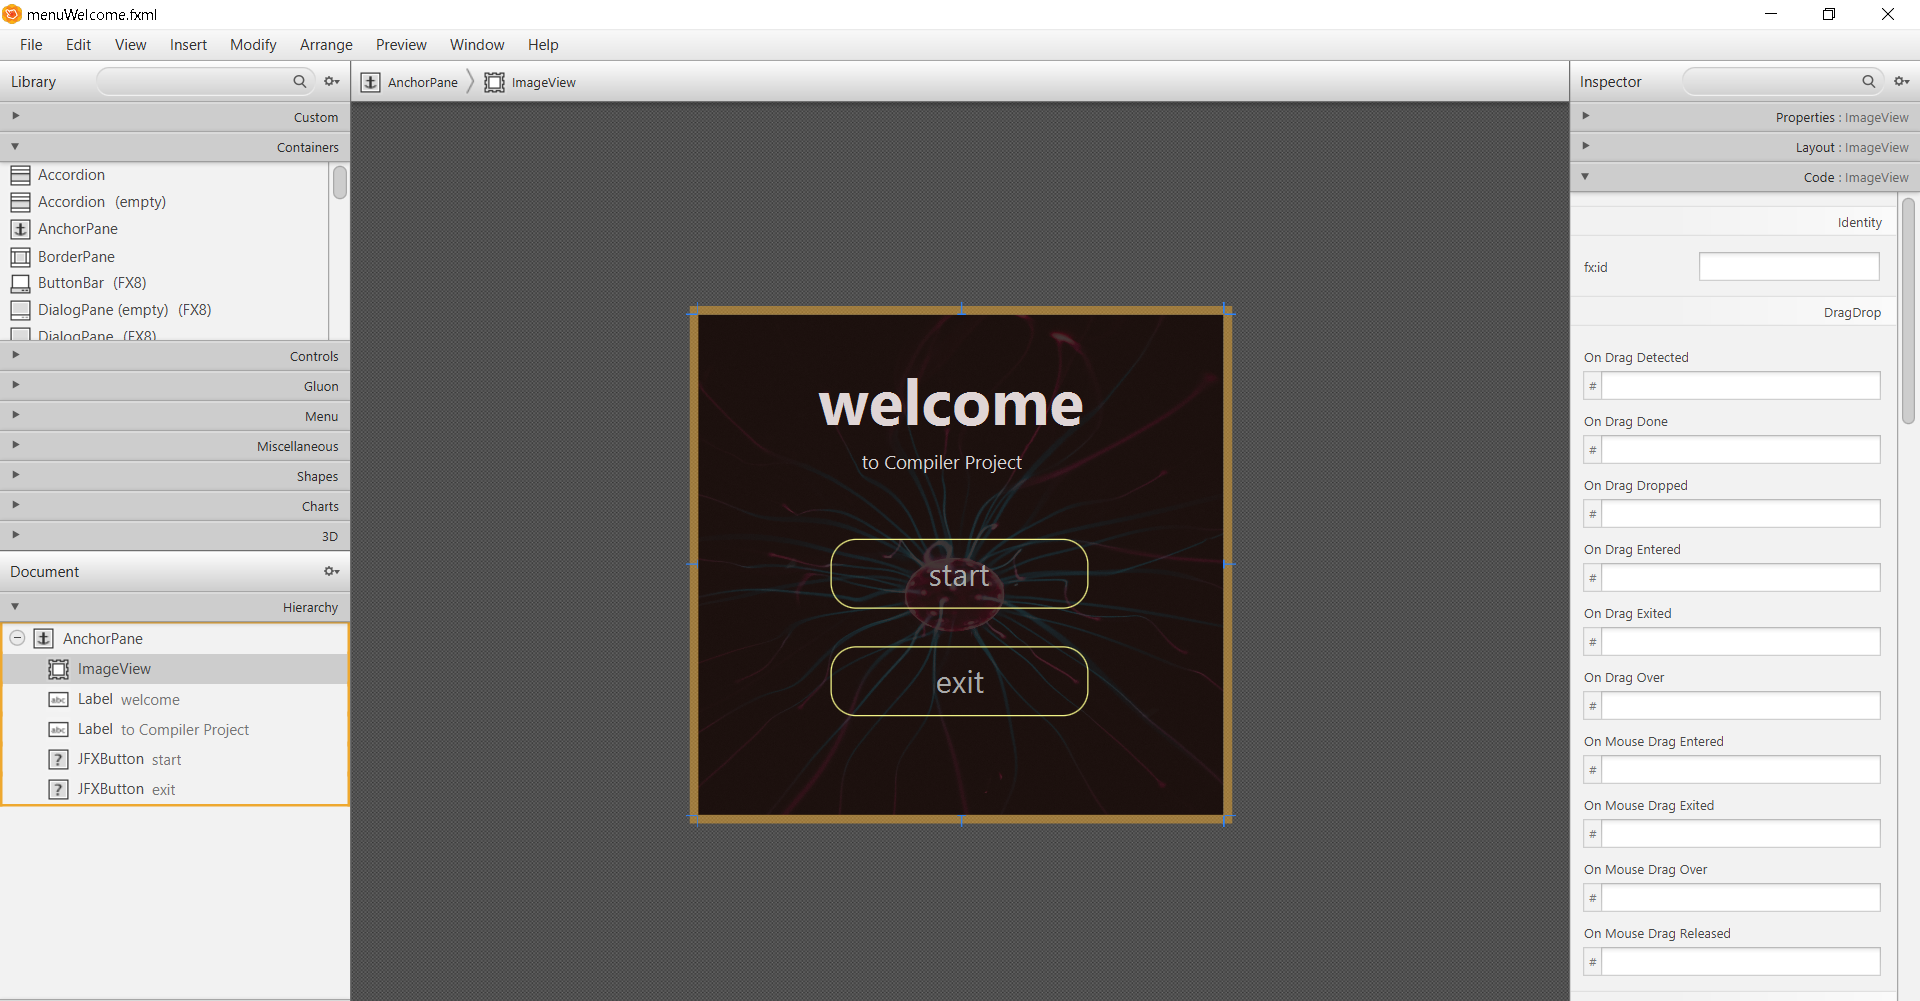 menuWelcome.fxml
File Edit View Insert Modify Arrange Preview Window Help
Library
Custom
Containers
Accordion
Accordion (empty)
AnchorPane
BorderPane
ButtonBar (FX8)
DialogPane (empty) (FX8)
DialogPane (FX8)
Controls
Gluon
Menu
Miscellaneous
Shapes
Charts
3D
Document
Hierarchy
AnchorPane
ImageView
abc Label welcome
abc Label to Compiler Project
? JFXButton start
? JFXButton exit
AnchorPane ImageView
welcome
to Compiler Project
start
exit
Inspector
Properties : ImageView
Layout : ImageView
Code : ImageView
Identity
fx:id
DragDrop
On Drag Detected
#
On Drag Done
#
On Drag Dropped
#
On Drag Entered
#
On Drag Exited
#
On Drag Over
#
On Mouse Drag Entered
#
On Mouse Drag Exited
#
On Mouse Drag Over
#
On Mouse Drag Released
#